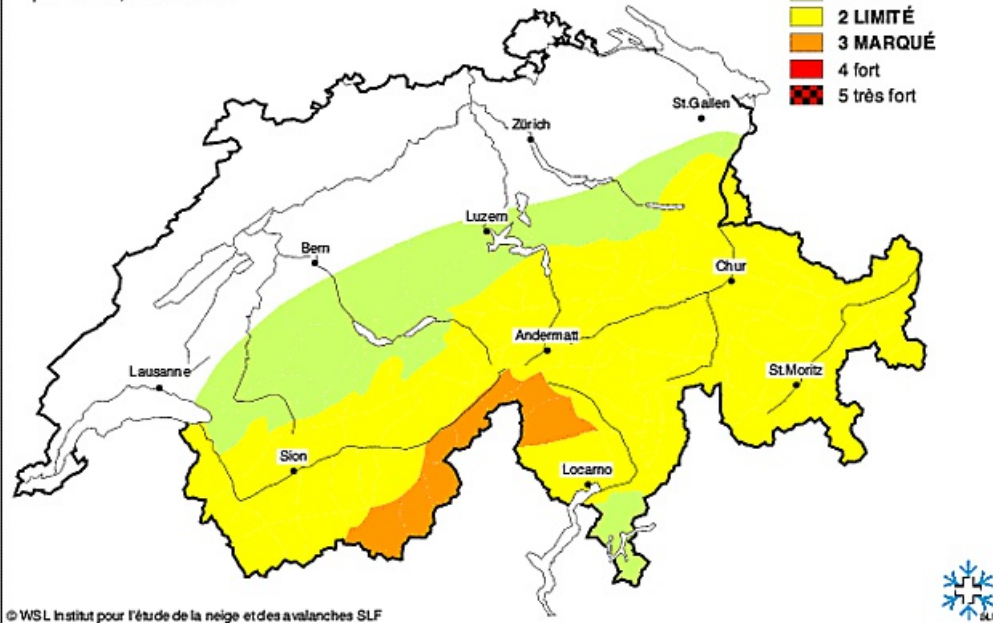 2 LIMITÉ
3 MARQUÉ
4 fort
5 très fort
St.Gallen
Zürich
Luzern
Bern
Chur
Andermatt
Lausanne
St.Moritz
Sion
Locarno
© WSL Institut pour l'étude de la neige et des avalanches SLF
SLF